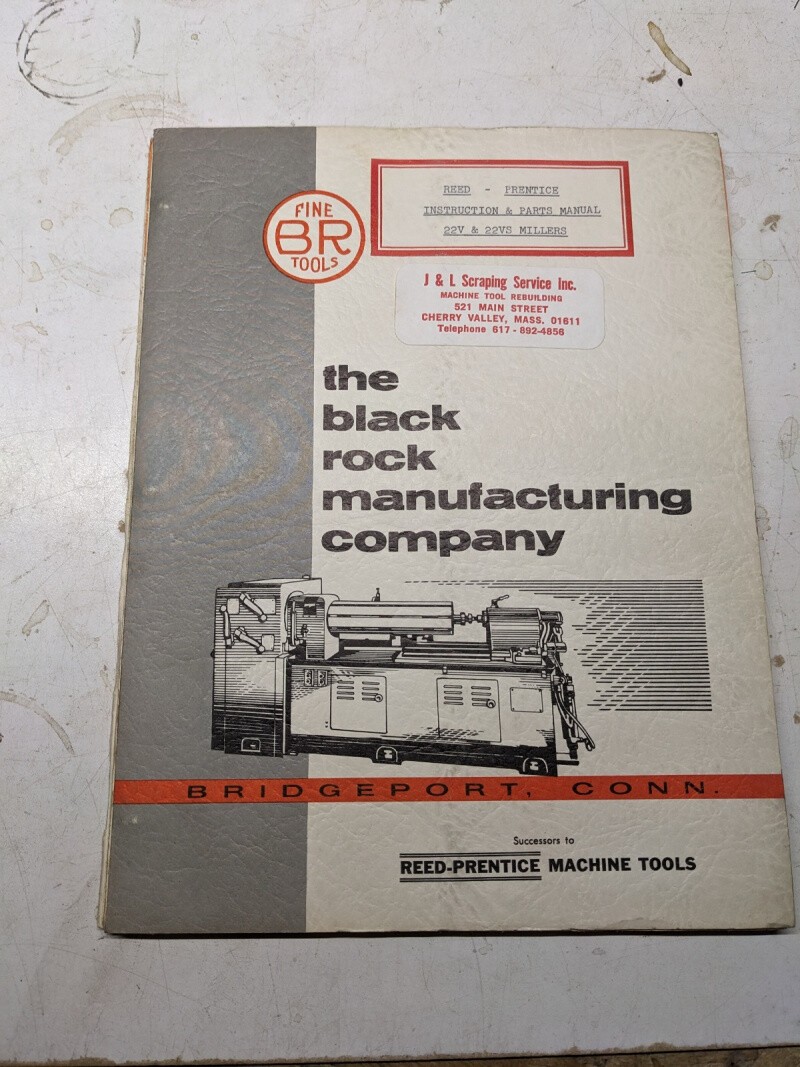 REED - PRENTICE
INSTRUCTION & PARTS MANUAL
22V & 22VS MILLERS
FINE
BR
TOOLS
J & L Scraping Service Inc.
MACHINE TOOL REBUILDING
521 MAIN STREET
CHERRY VALLEY, MASS. 01611
Telephone 617 - 892-4856
the
black
rock
manufacturing
company
BRIDGEPORT, CONN.
Successors to
REED-PRENTICE MACHINE TOOLS